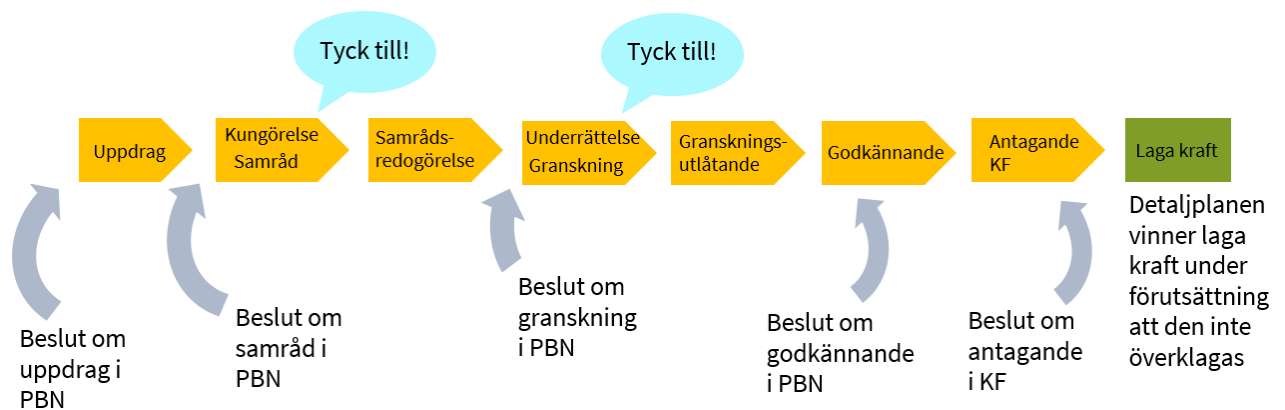 Tyck till!
Tyck till!
Uppdrag
Kungörelse
Samråd
Samråds-
redogörelse
Underrättelse
Granskning
Gransknings-
utlåtande
Godkännande
Antagande
KF
Laga kraft
Beslut om
uppdrag i
PBN
Beslut om
samråd i
PBN
Beslut om
granskning
i PBN
Beslut om
godkännande
i PBN
Beslut om
antagande
i KF
Detaljplanen
vinner laga
kraft under
förutsättning
att den inte
överklagas